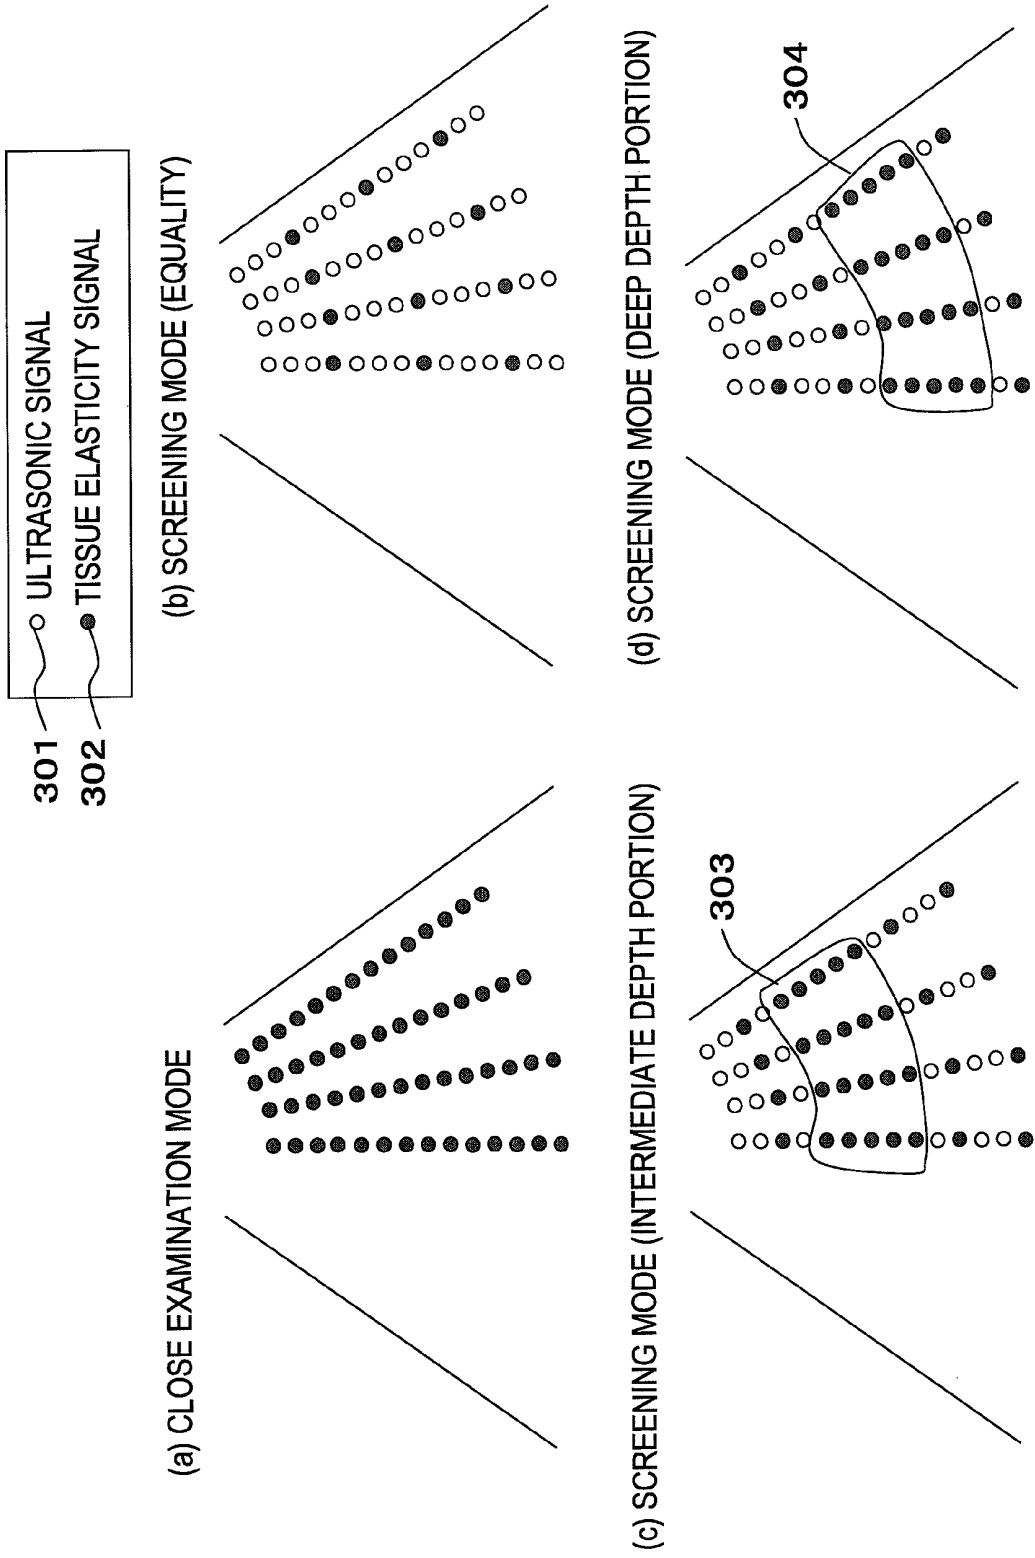 301 ULTRASONIC SIGNAL
302 TISSUE ELASTICITY SIGNAL
(a) CLOSE EXAMINATION MODE
(b) SCREENING MODE (EQUALITY)
(c) SCREENING MODE (INTERMEDIATE DEPTH PORTION)
303
(d) SCREENING MODE (DEEP DEPTH PORTION)
304